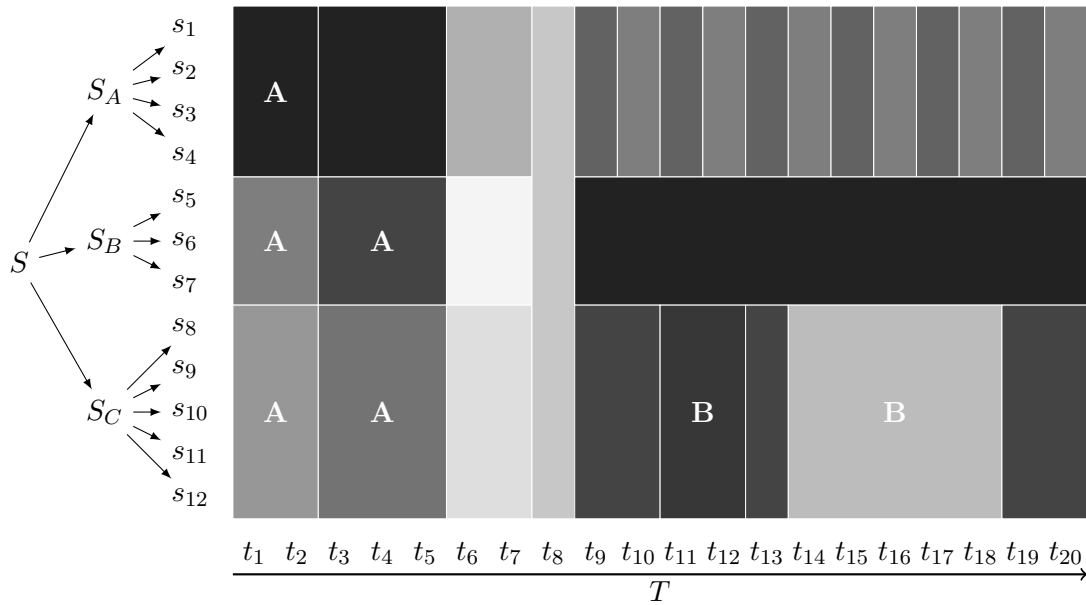 s₁
s₂
S_A
A
s₃
s₄
s₅
S_B
s₆
A
A
S
s₇
s₈
s₉
S_C
s₁₀
A
A
B
B
s₁₁
s₁₂
t₁ t₂ t₃ t₄ t₅ t₆ t₇ t₈ t₉ t₁₀ t₁₁ t₁₂ t₁₃ t₁₄ t₁₅ t₁₆ t₁₇ t₁₈ t₁₉ t₂₀
T